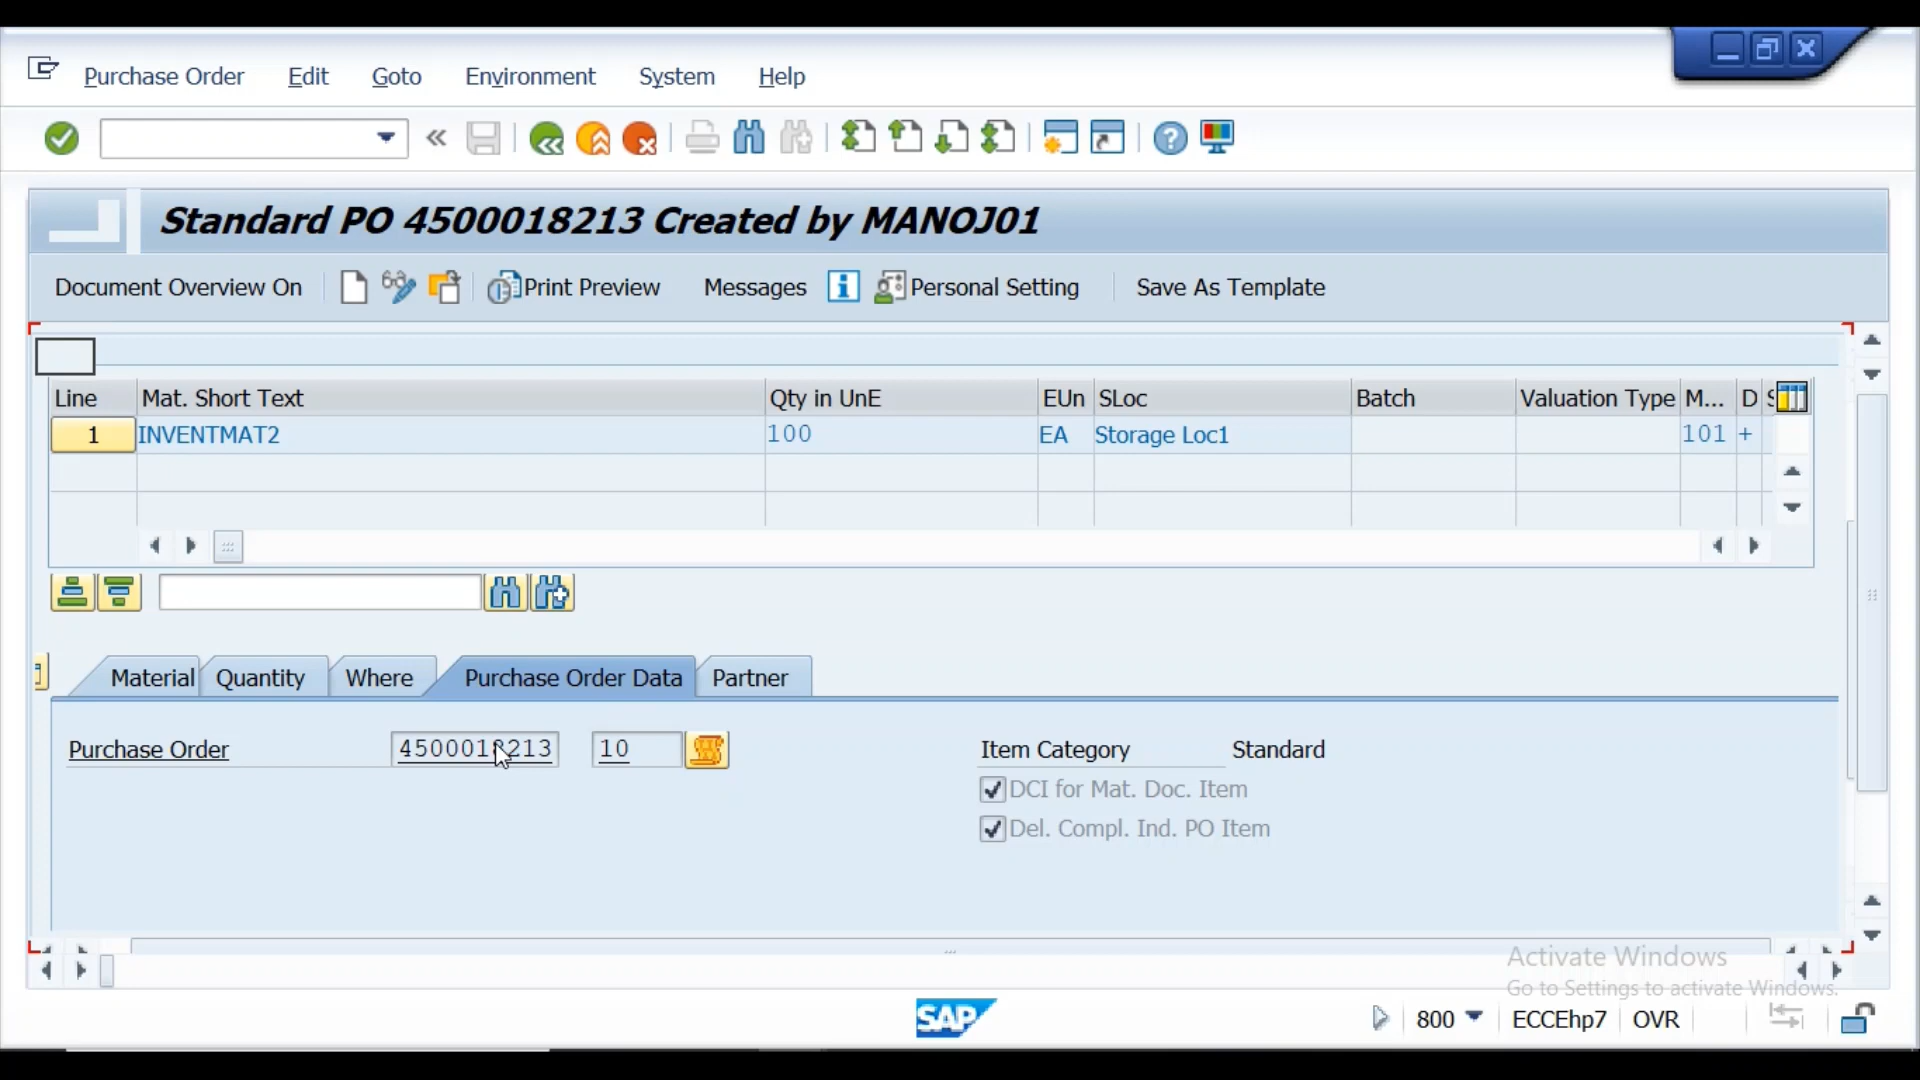 Purchase Order Edit Goto Environment System Help
Standard PO 4500018213 Created by MANOJ01
Document Overview On Print Preview Messages Personal Setting Save As Template
Line Mat. Short Text Qty in UnE EUn SLoc Batch Valuation Type M... D S
1 INVENTMAT2 100 EA Storage Loc1 101 +
Material Quantity Where Purchase Order Data Partner
Purchase Order 4500018213 10 Item Category Standard
DCI for Mat. Doc. Item
Del. Compl. Ind. PO Item
Activate Windows
Go to Settings to activate Windows.
SAP 800 ECCEhp7 OVR